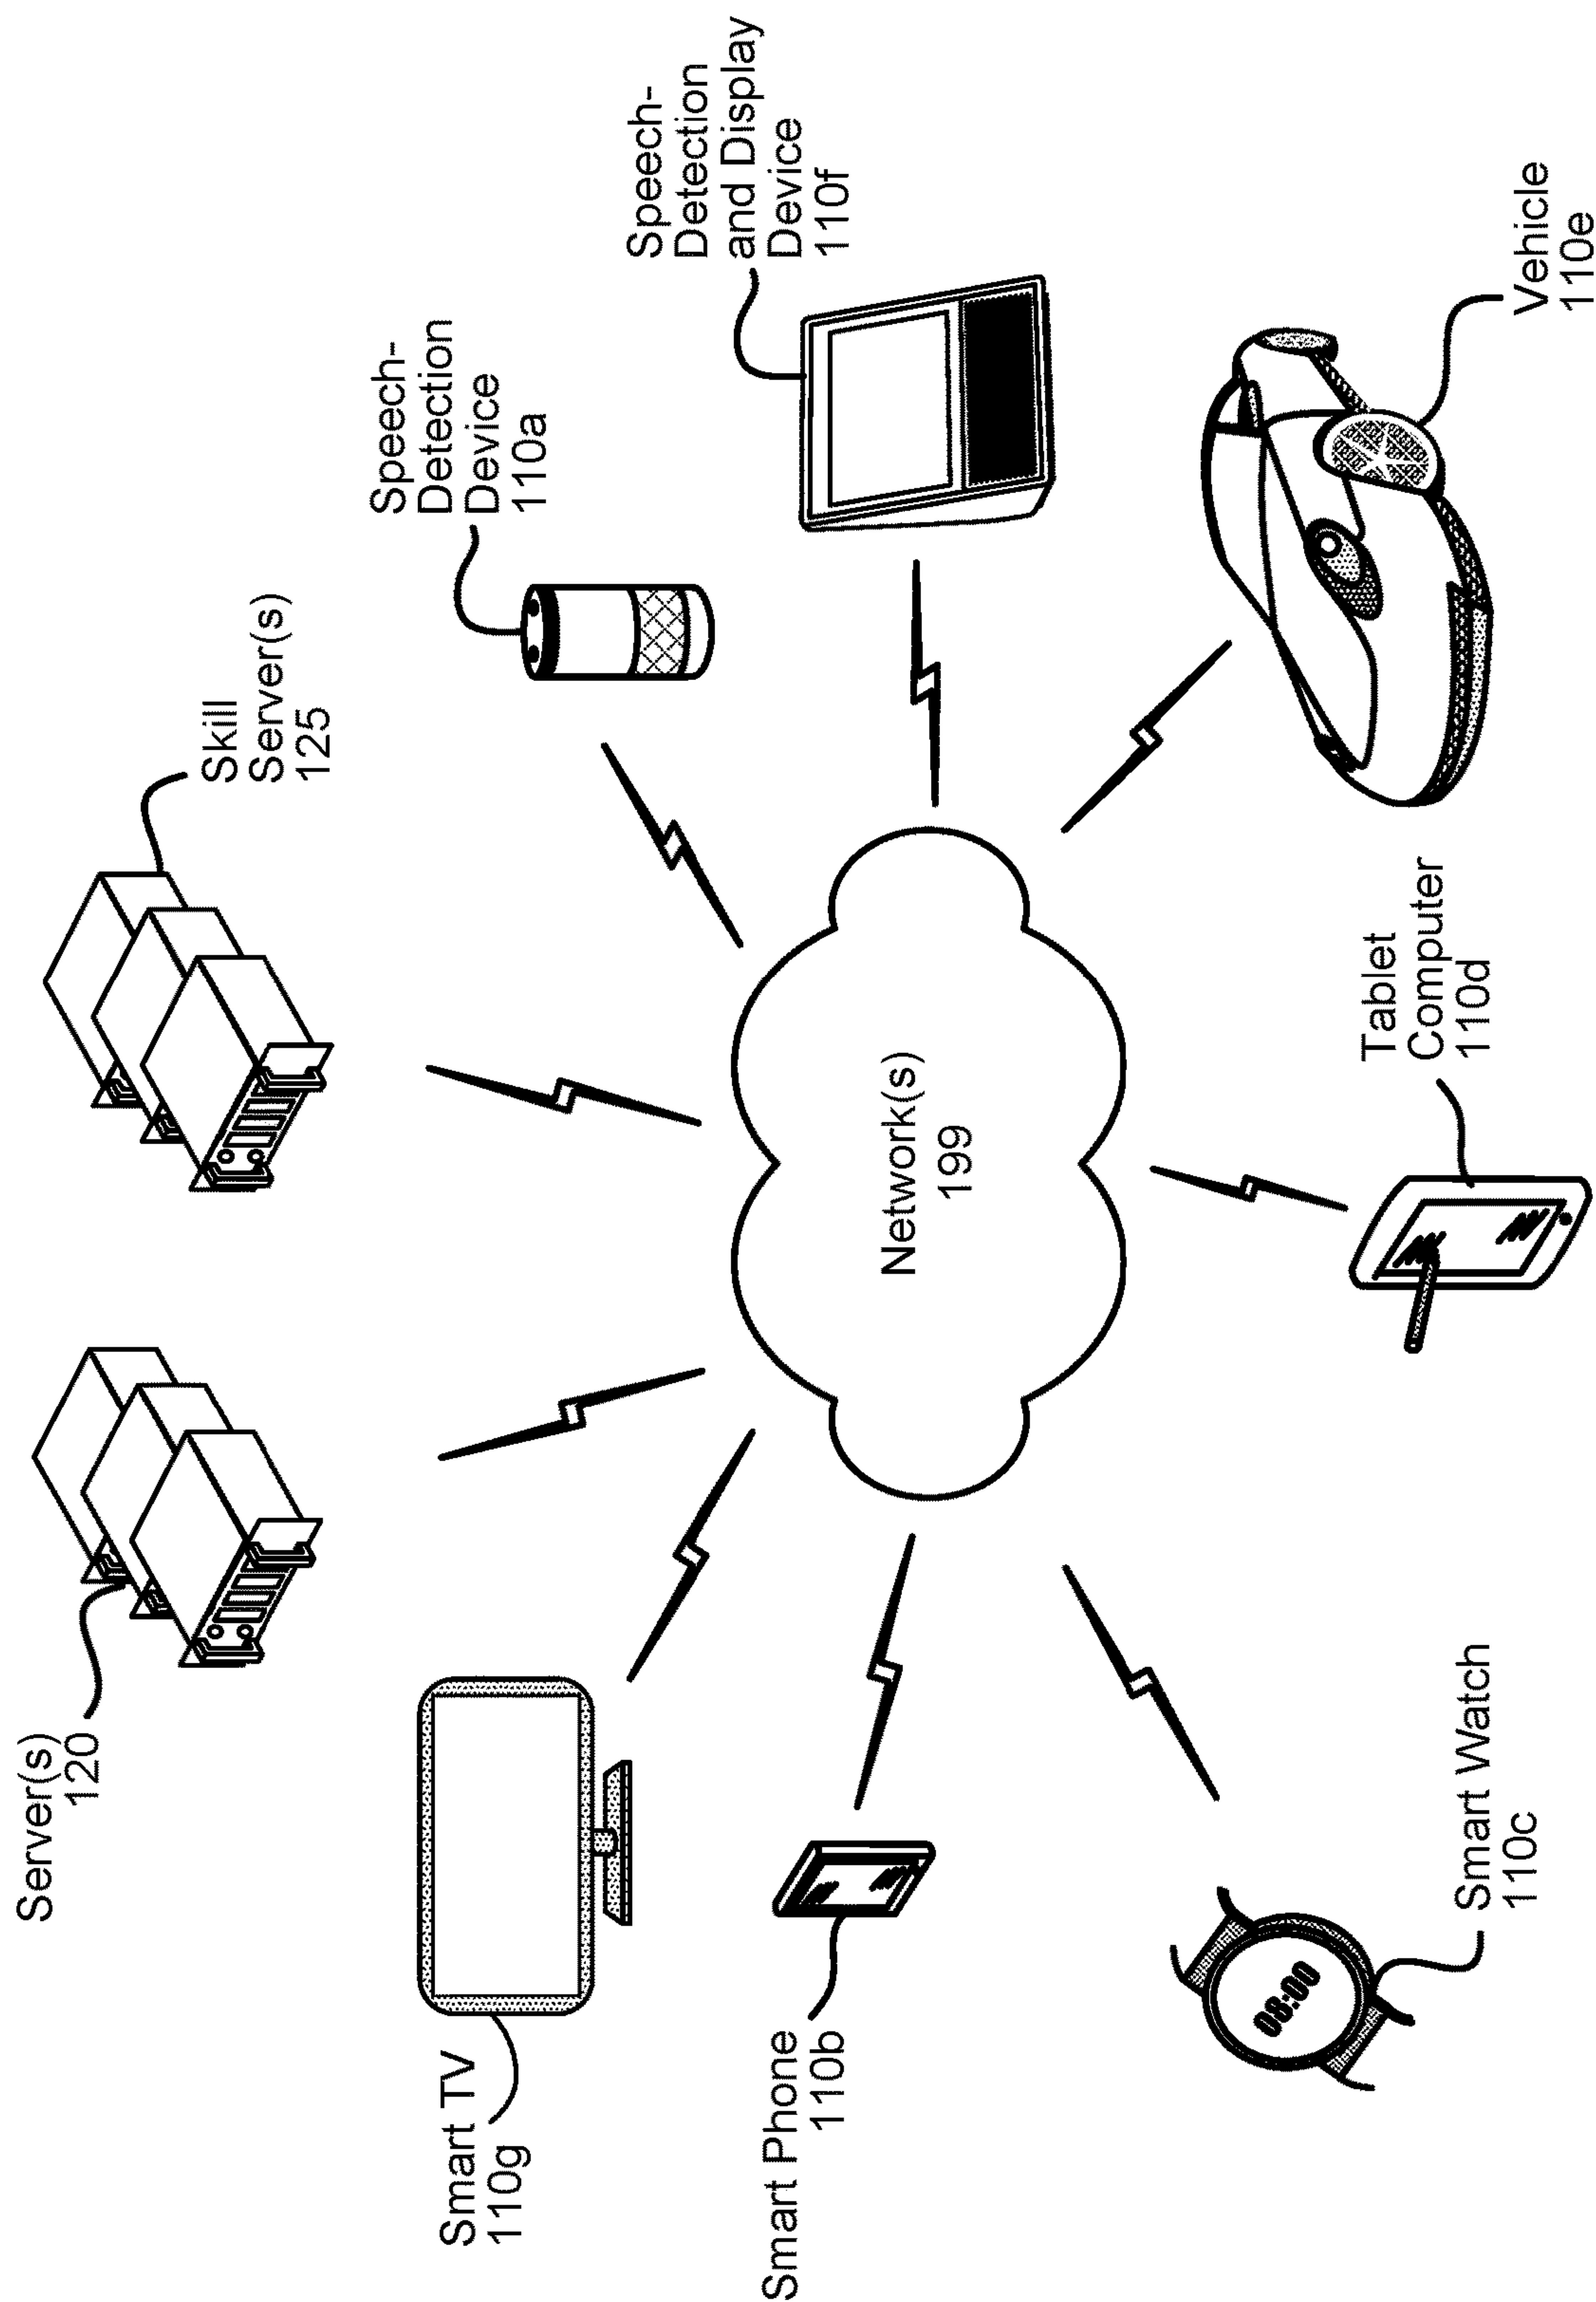 Server(s)
120
Skill
Server(s)
125
Smart TV
110g
Speech-
Detection
Device
110a
Smart Phone
110b
Network(s)
199
Speech-
Detection
and Display
Device
110f
08:00
Smart Watch
110c
Tablet
Computer
110d
Vehicle
110e